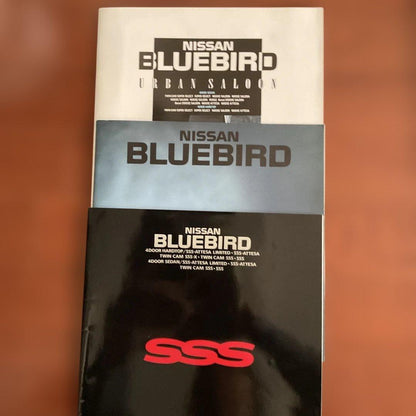 NISSAN
BLUEBIRD
URBAN SALOON
NISSAN
BLUEBIRD
NISSAN
BLUEBIRD
4DOOR HARDTOP/SSS-ATTESA LIMITED・SSS-ATTESA
TWIN CAM SSS-X・TWIN CAM SSS・SSS
4DOOR SEDAN/SSS-ATTESA LIMITED・SSS-ATTESA
TWIN CAM SSS・SSS
SSS